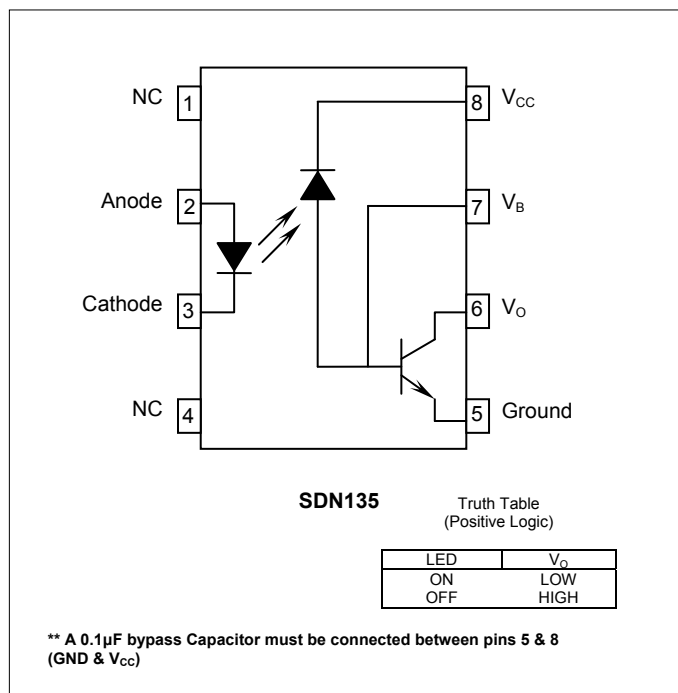 NC 1 8 VCC
Anode 2 7 VB
Cathode 3 6 VO
NC 4 5 Ground
SDN135
Truth Table
(Positive Logic)
LED VO
ON LOW
OFF HIGH
** A 0.1µF bypass Capacitor must be connected between pins 5 & 8
(GND & VCC)